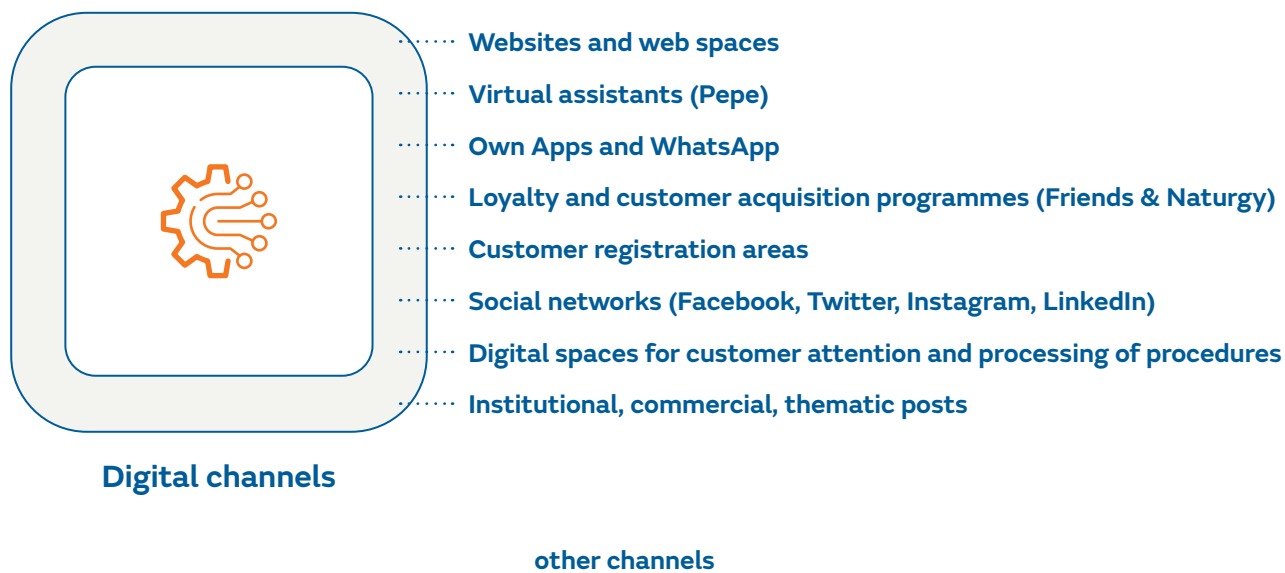 Websites and web spaces
Virtual assistants (Pepe)
Own Apps and WhatsApp
Loyalty and customer acquisition programmes (Friends & Naturgy)
Customer registration areas
Social networks (Facebook, Twitter, Instagram, LinkedIn)
Digital spaces for customer attention and processing of procedures
Institutional, commercial, thematic posts
Digital channels
other channels